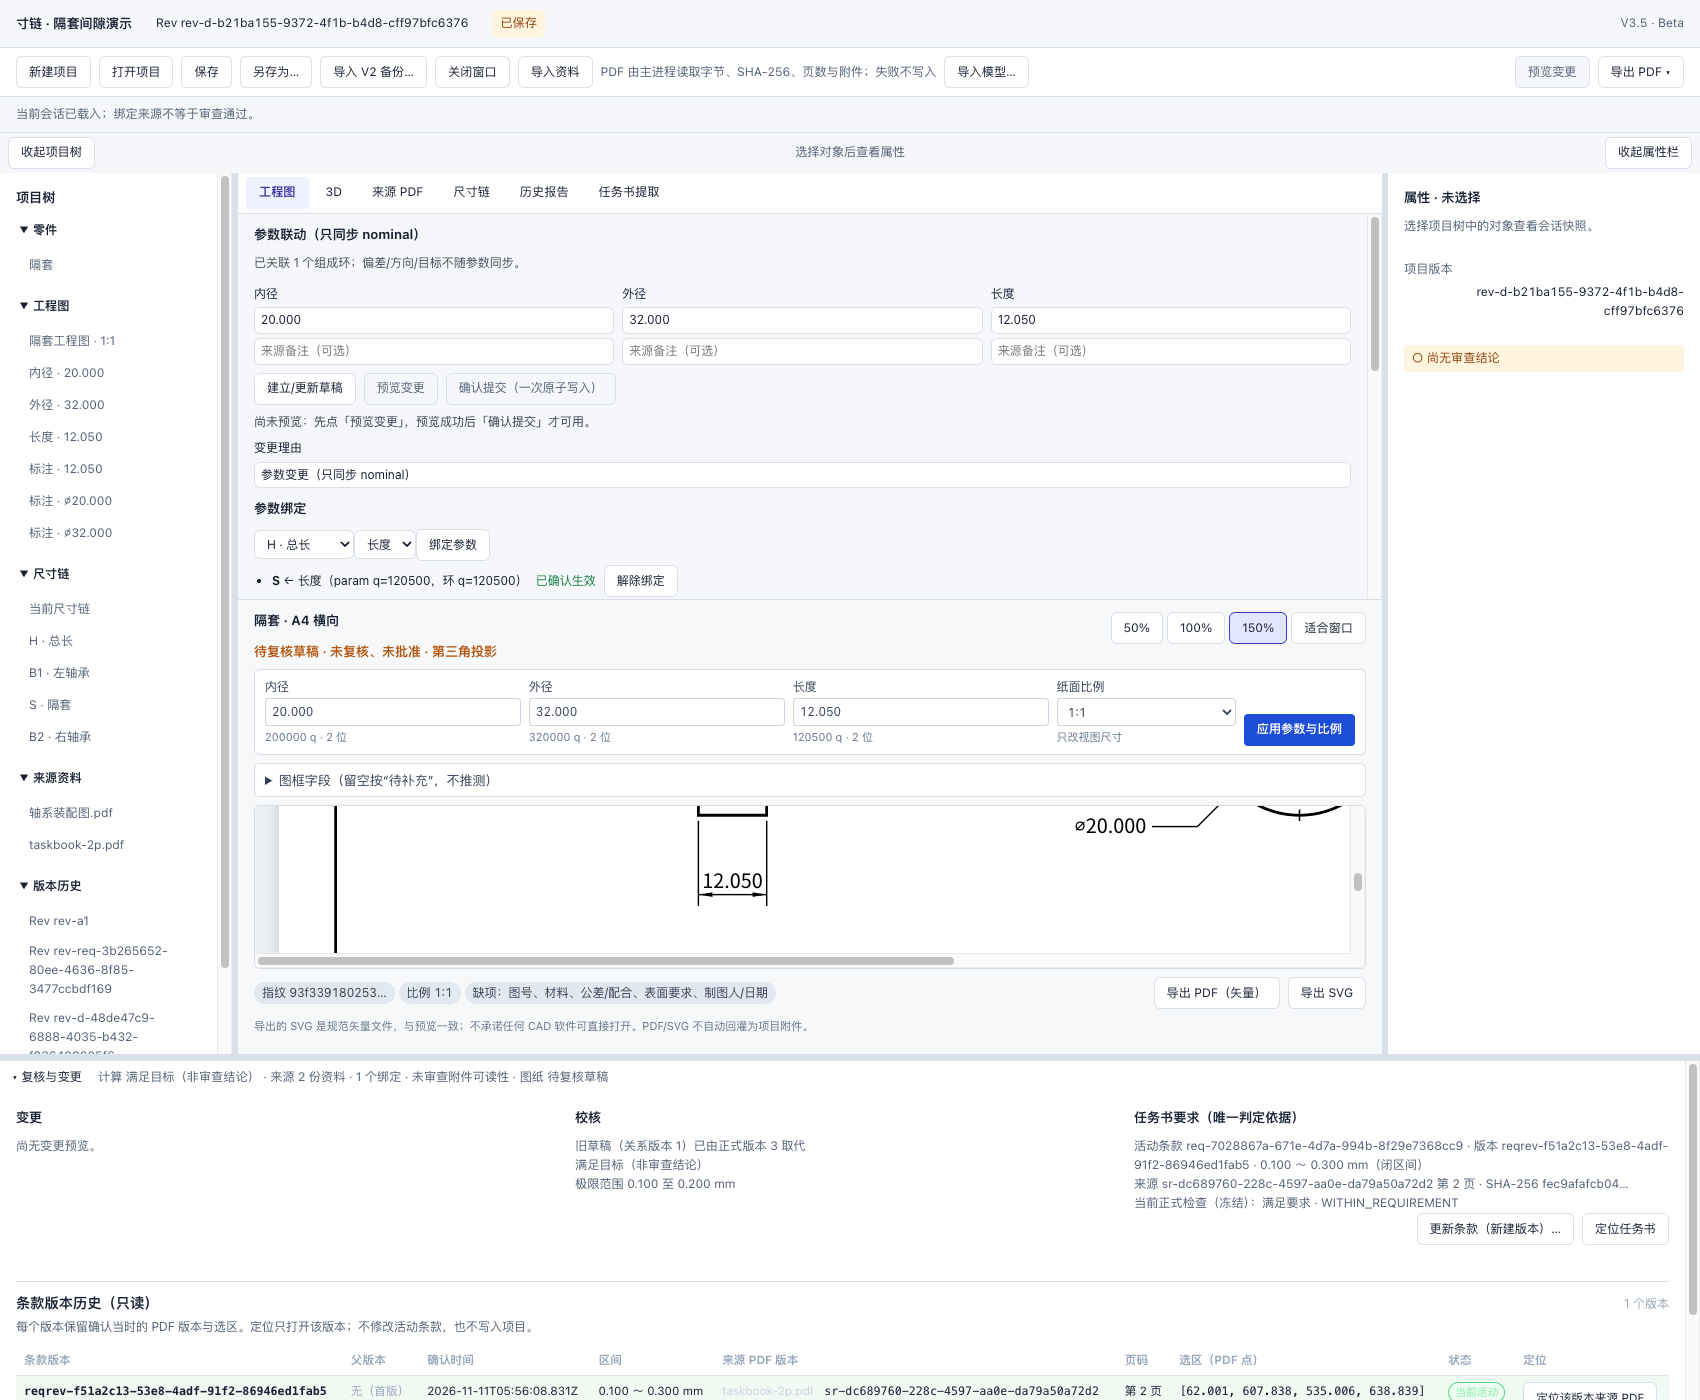 寸链 · 隔套间隙演示 Rev rev-d-b21ba155-9372-4f1b-b4d8-cff97bfc6376 已保存 V3.5 · Beta
新建项目 打开项目 保存 另存为... 导入 V2 备份... 关闭窗口 导入资料 PDF 由主进程读取字节、SHA-256、页数与附件；失败不写入 导入模型... 预览变更 导出 PDF ▾
当前会话已载入；绑定来源不等于审查通过。
收起项目树 选择对象后查看属性 收起属性栏
项目树
▼ 零件
隔套
▼ 工程图
隔套工程图 · 1:1
内径 · 20.000
外径 · 32.000
长度 · 12.050
标注 · 12.050
标注 · ⌀20.000
标注 · ⌀32.000
▼ 尺寸链
当前尺寸链
H · 总长
B1 · 左轴承
S · 隔套
B2 · 右轴承
▼ 来源资料
轴系装配图.pdf
taskbook-2p.pdf
▼ 版本历史
Rev rev-a1
Rev rev-req-3b265652-
80ee-4636-8f85-
3477ccbdf169
Rev rev-d-48de47c9-
6888-4035-b432-
工程图 3D 来源 PDF 尺寸链 历史报告 任务书提取
参数联动（只同步 nominal）
已关联 1 个组成环；偏差/方向/目标不随参数同步。
内径 外径 长度
20.000 32.000 12.050
来源备注（可选） 来源备注（可选） 来源备注（可选）
建立/更新草稿 预览变更 确认提交（一次原子写入）
尚未预览：先点「预览变更」，预览成功后「确认提交」才可用。
变更理由
参数变更（只同步 nominal）
参数绑定
H · 总长 长度 绑定参数
• S ← 长度（param q=120500，环 q=120500） 已确认生效 解除绑定
隔套 · A4 横向 50% 100% 150% 适合窗口
待复核草稿 · 未复核、未批准 · 第三角投影
内径 外径 长度 纸面比例
20.000 32.000 12.050 1:1 应用参数与比例
200000 q · 2 位 320000 q · 2 位 120500 q · 2 位 只改视图尺寸
▶ 图框字段（留空按“待补充”，不推测）
⌀20.000
12.050
指纹 93f339180253... 比例 1:1 缺项：图号、材料、公差/配合、表面要求、制图人/日期 导出 PDF（矢量） 导出 SVG
导出的 SVG 是规范矢量文件，与预览一致；不承诺任何 CAD 软件可直接打开。PDF/SVG 不自动回灌为项目附件。
属性 · 未选择
选择项目树中的对象查看会话快照。
项目版本
rev-d-b21ba155-9372-4f1b-b4d8-
cff97bfc6376
○ 尚无审查结论
▾ 复核与变更 计算 满足目标（非审查结论） · 来源 2 份资料 · 1 个绑定 · 未审查附件可读性 · 图纸 待复核草稿
变更
尚无变更预览。
校核
旧草稿（关系版本 1）已由正式版本 3 取代
满足目标（非审查结论）
极限范围 0.100 至 0.200 mm
任务书要求（唯一判定依据）
活动条款 req-7028867a-671e-4d7a-994b-8f29e7368cc9 · 版本 reqrev-f51a2c13-53e8-4adf-
91f2-86946ed1fab5 · 0.100 ～ 0.300 mm（闭区间）
来源 sr-dc689760-228c-4597-aa0e-da79a50a72d2 第 2 页 · SHA-256 fec9afafcb04...
当前正式检查（冻结）：满足要求 · WITHIN_REQUIREMENT
更新条款（新建版本）... 定位任务书
条款版本历史（只读） 1 个版本
每个版本保留确认当时的 PDF 版本与选区。定位只打开该版本；不修改活动条款，也不写入项目。
条款版本 父版本 确认时间 区间 来源 PDF 版本 页码 选区（PDF 点） 状态 定位
reqrev-f51a2c13-53e8-4adf-91f2-86946ed1fab5 无（首版） 2026-11-11T05:56:08.831Z 0.100 ～ 0.300 mm taskbook-2p.pdf · sr-dc689760-228c-4597-aa0e-da79a50a72d2 第 2 页 [62.001, 607.838, 535.006, 638.839] 当前活动 定位该版本来源 PDF